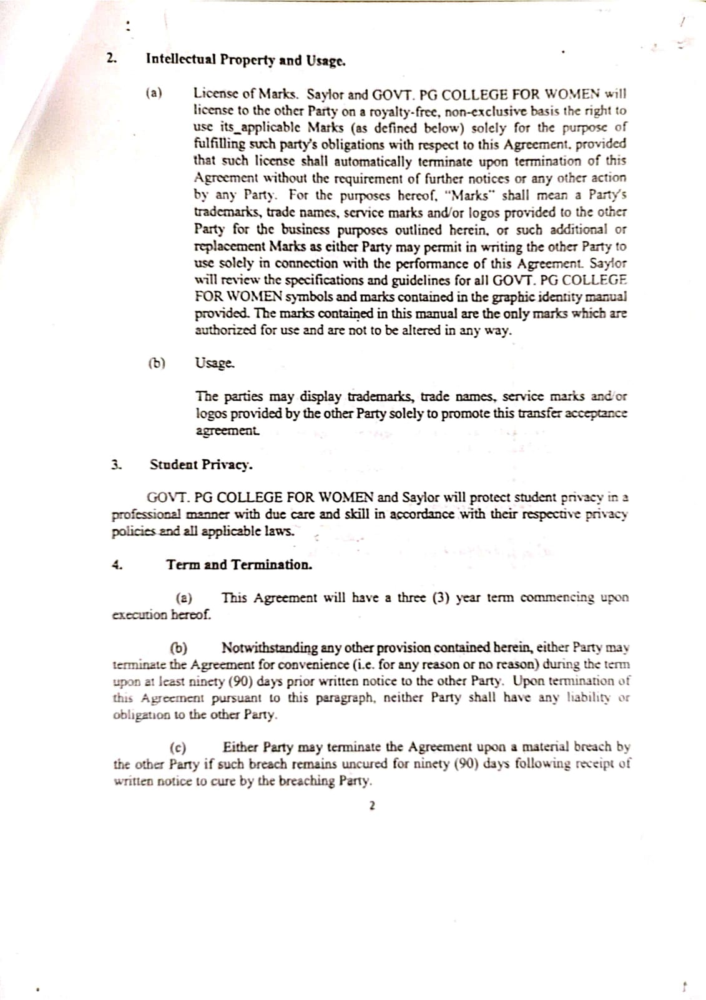 2. Intellectual Property and Usage.
(a) License of Marks. Saylor and GOVT. PG COLLEGE FOR WOMEN will
license to the other Party on a royalty-free, non-exclusive basis the right to
use its_applicable Marks (as defined below) solely for the purpose of
fulfilling such party's obligations with respect to this Agreement, provided
that such license shall automatically terminate upon termination of this
Agreement without the requirement of further notices or any other action
by any Party. For the purposes hereof, "Marks" shall mean a Party's
trademarks, trade names, service marks and/or logos provided to the other
Party for the business purposes outlined herein, or such additional or
replacement Marks as either Party may permit in writing the other Party to
use solely in connection with the performance of this Agreement. Saylor
will review the specifications and guidelines for all GOVT. PG COLLEGE
FOR WOMEN symbols and marks contained in the graphic identity manual
provided. The marks contained in this manual are the only marks which are
authorized for use and are not to be altered in any way.
(b) Usage.
The parties may display trademarks, trade names, service marks and/or
logos provided by the other Party solely to promote this transfer acceptance
agreement.
3. Student Privacy.
GOVT. PG COLLEGE FOR WOMEN and Saylor will protect student privacy in a
professional manner with due care and skill in accordance with their respective privacy
policies and all applicable laws.
4. Term and Termination.
(a) This Agreement will have a three (3) year term commencing upon
execution hereof.
(b) Notwithstanding any other provision contained herein, either Party may
terminate the Agreement for convenience (i.e. for any reason or no reason) during the term
upon at least ninety (90) days prior written notice to the other Party. Upon termination of
this Agreement pursuant to this paragraph, neither Party shall have any liability or
obligation to the other Party.
(c) Either Party may terminate the Agreement upon a material breach by
the other Party if such breach remains uncured for ninety (90) days following receipt of
written notice to cure by the breaching Party.
2